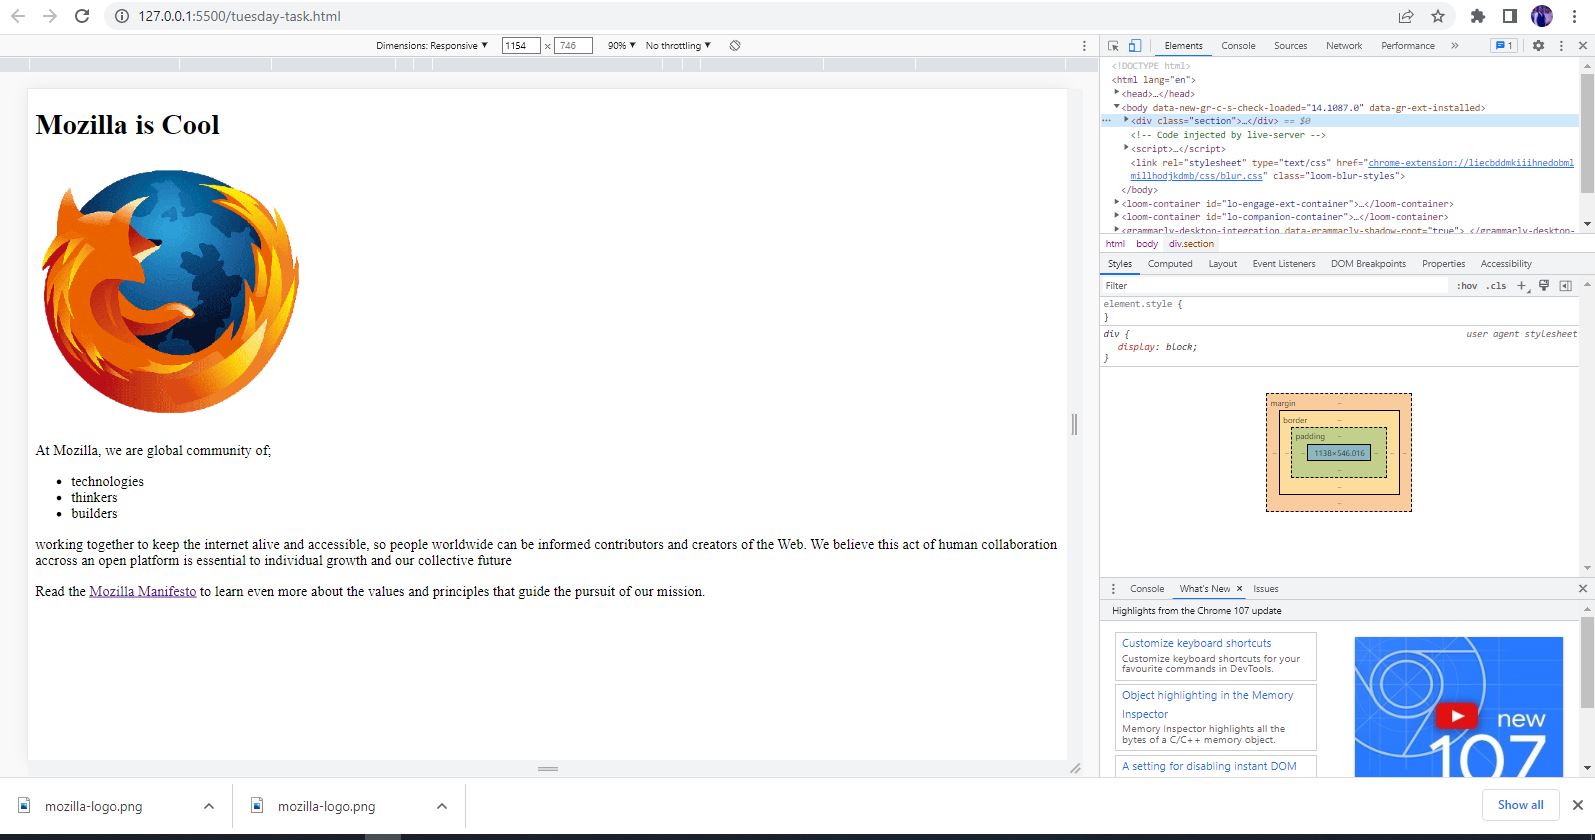 127.0.0.1:5500/tuesday-task.html
Dimensions: Responsive ▼ 1154 × 746 90% ▼ No throttling ▼
Mozilla is Cool
At Mozilla, we are global community of;
• technologies
• thinkers
• builders
working together to keep the internet alive and accessible, so people worldwide can be informed contributors and creators of the Web. We believe this act of human collaboration
accross an open platform is essential to individual growth and our collective future
Read the Mozilla Manifesto to learn even more about the values and principles that guide the pursuit of our mission.
Elements Console Sources Network Performance » 1
<!DOCTYPE html>
<html lang="en">
<head>…</head>
<body data-new-gr-c-s-check-loaded="14.1087.0" data-gr-ext-installed>
<div class="section">…</div> == $0
<!-- Code injected by live-server -->
<script>…</script>
<link rel="stylesheet" type="text/css" href="chrome-extension://liecbddmkiiihnedobml
millhodjkdmb/css/blur.css" class="loom-blur-styles">
</body>
<loom-container id="lo-engage-ext-container">…</loom-container>
<loom-container id="lo-companion-container">…</loom-container>
<grammarly-desktop-integration data-grammarly-shadow-root="true"> </grammarly-desktop-
html body div.section
Styles Computed Layout Event Listeners DOM Breakpoints Properties Accessibility
Filter :hov .cls +
element.style {
}
div { user agent stylesheet
display: block;
}
margin –
border –
padding –
– – – 1138×546.016 – – –
–
–
–
Console What's New × Issues
Highlights from the Chrome 107 update
Customize keyboard shortcuts
Customize keyboard shortcuts for your
favourite commands in DevTools.
Object highlighting in the Memory
Inspector
Memory Inspector highlights all the
bytes of a C/C++ memory object.
A setting for disabling instant DOM
new
107
mozilla-logo.png mozilla-logo.png Show all